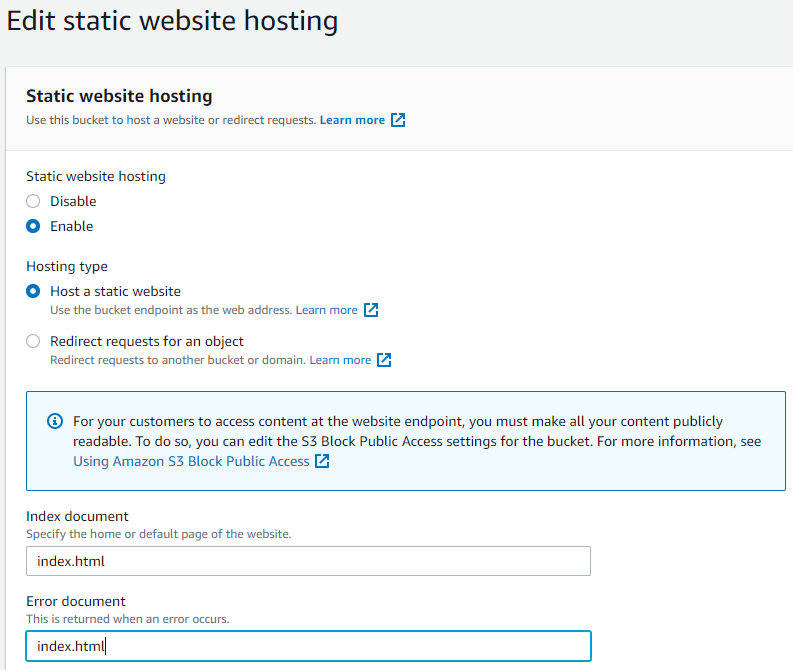 Edit static website hosting
Static website hosting
Use this bucket to host a website or redirect requests. Learn more
Static website hosting
Disable
Enable
Hosting type
Host a static website
Use the bucket endpoint as the web address. Learn more
Redirect requests for an object
Redirect requests to another bucket or domain. Learn more
For your customers to access content at the website endpoint, you must make all your content publicly
readable. To do so, you can edit the S3 Block Public Access settings for the bucket. For more information, see
Using Amazon S3 Block Public Access
Index document
Specify the home or default page of the website.
index.html
Error document
This is returned when an error occurs.
index.html